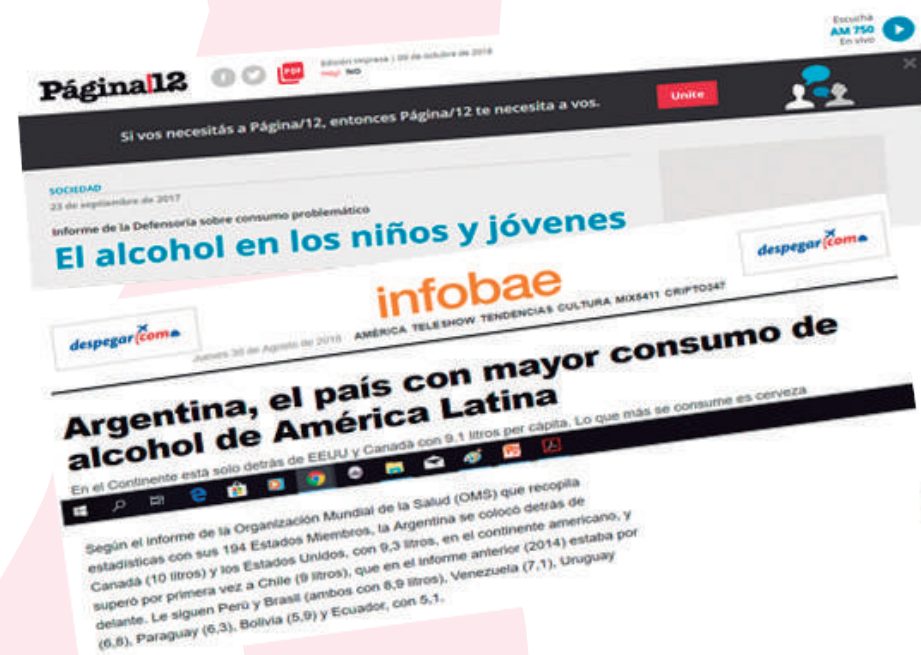 Escuchá
AM 750
En vivo
Página|12
PDF
Edición impresa | 09 de octubre de 2018
NO
Si vos necesitás a Página/12, entonces Página/12 te necesita a vos.
Unite
SOCIEDAD
23 de septiembre de 2017
Informe de la Defensoría sobre consumo problemático
El alcohol en los niños y jóvenes
despegar.com
infobae
despegar.com
Jueves 30 de Agosto de 2018
AMÉRICA TELESHOW TENDENCIAS CULTURA MIX5411 CRIPTO247
Argentina, el país con mayor consumo de
alcohol de América Latina
En el Continente está solo detrás de EEUU y Canadá con 9.1 litros per cápita. Lo que más se consume es cerveza
Según el informe de la Organización Mundial de la Salud (OMS) que recopila
estadísticas con sus 194 Estados Miembros, la Argentina se colocó detrás de
Canadá (10 litros) y los Estados Unidos, con 9,3 litros, en el continente americano, y
superó por primera vez a Chile (9 litros), que en el informe anterior (2014) estaba por
delante. Le siguen Perú y Brasil (ambos con 8,9 litros), Venezuela (7,1), Uruguay
(6,8), Paraguay (6,3), Bolivia (5,9) y Ecuador, con 5,1.